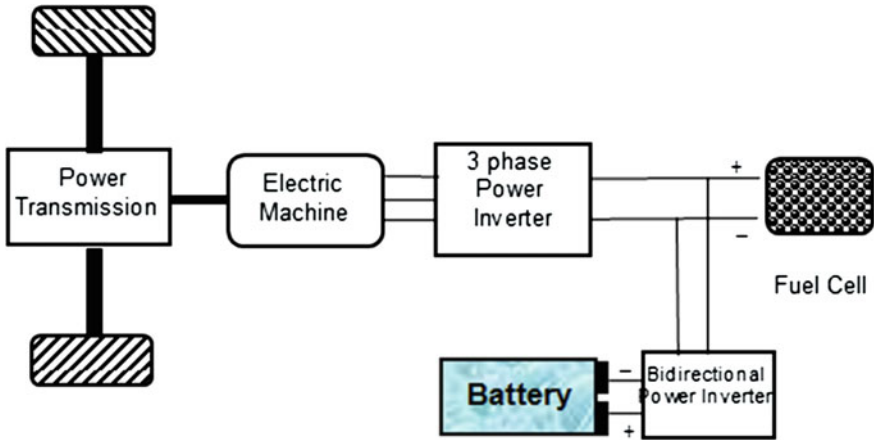 Power
Transmission
Electric
Machine
3 phase
Power
Inverter
+
−
Fuel Cell
Battery
−
+
Bidirectional
Power Inverter